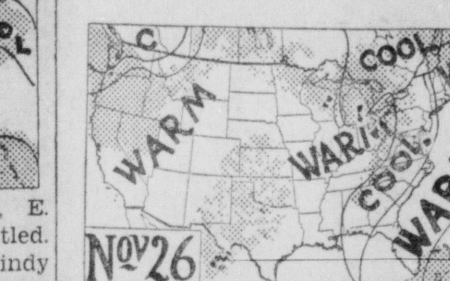 , E.
tled.
indy
C
COOL
WARM
WARM
COOL
WAR
Nov 26